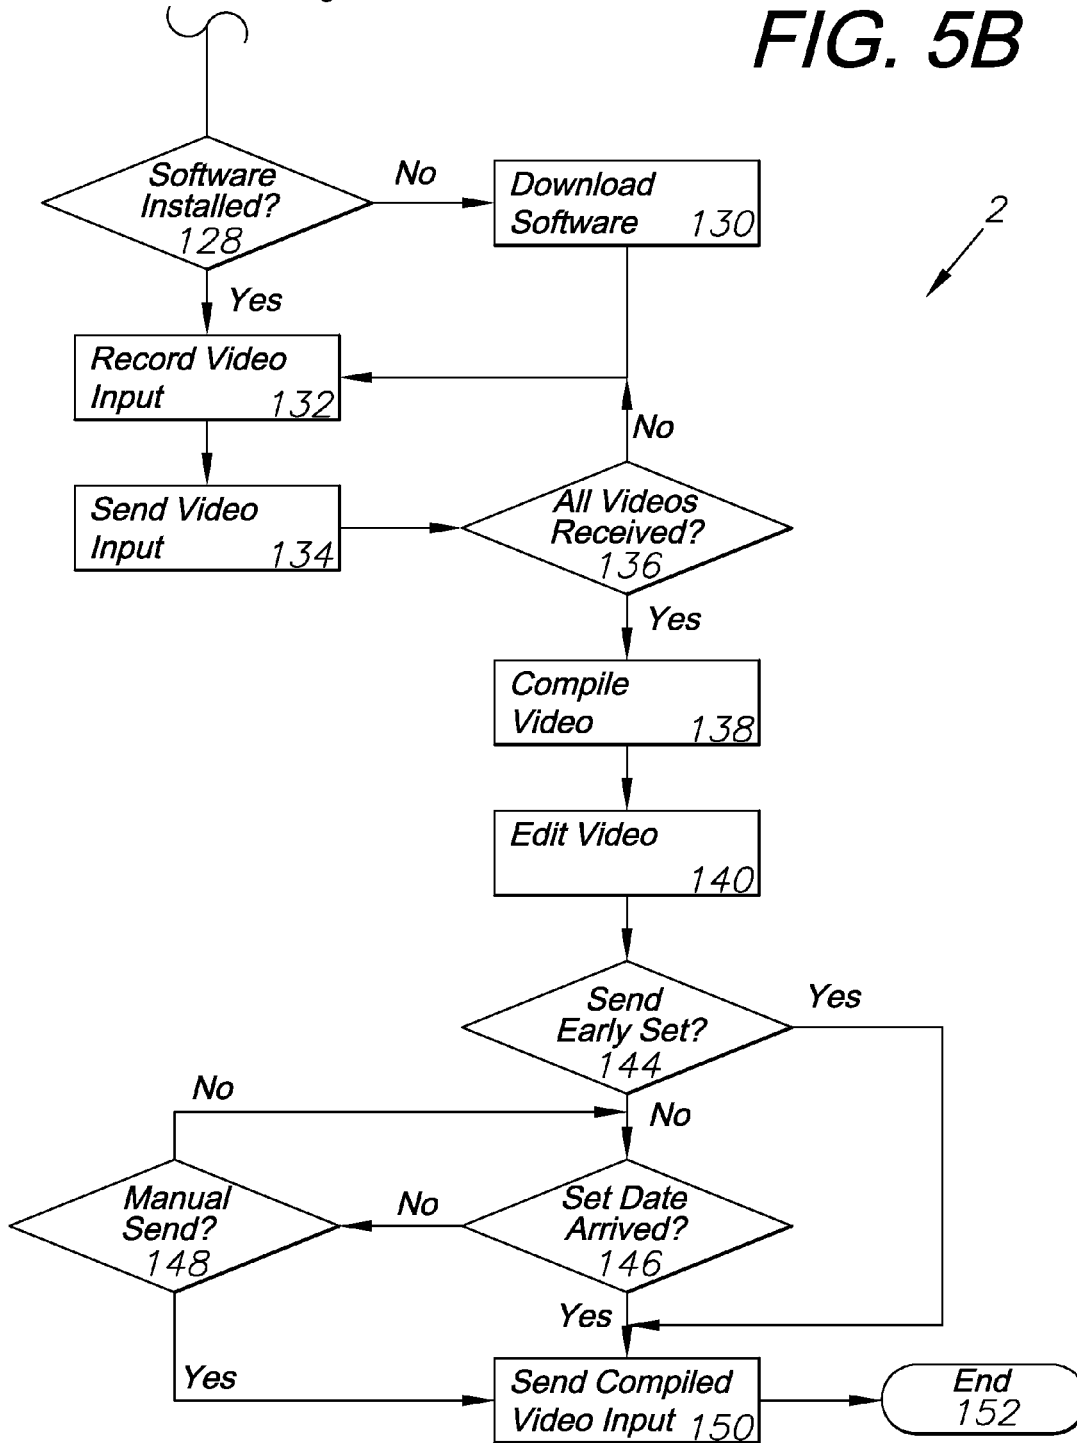 FIG. 5B
Software
Installed?
128
No
Download
Software 130
2
Yes
Record Video
Input 132
No
Send Video
Input 134
All Videos
Received?
136
Yes
Compile
Video 138
Edit Video
140
Send
Early Set?
144
Yes
No
No
Manual
Send?
148
No
Set Date
Arrived?
146
Yes
Yes
Send Compiled
Video Input 150
End
152